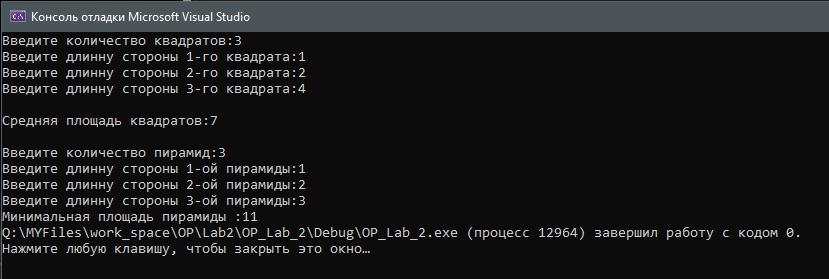 Консоль отладки Microsoft Visual Studio
Введите количество квадратов:3
Введите длинну стороны 1-го квадрата:1
Введите длинну стороны 2-го квадрата:2
Введите длинну стороны 3-го квадрата:4
Средняя площадь квадратов:7
Введите количество пирамид:3
Введите длинну стороны 1-ой пирамиды:1
Введите длинну стороны 2-ой пирамиды:2
Введите длинну стороны 3-ой пирамиды:3
Минимальная площадь пирамиды :11
Q:\MYFiles\work_space\OP\Lab2\OP_Lab_2\Debug\OP_Lab_2.exe (процесс 12964) завершил работу с кодом 0.
Нажмите любую клавишу, чтобы закрыть это окно…